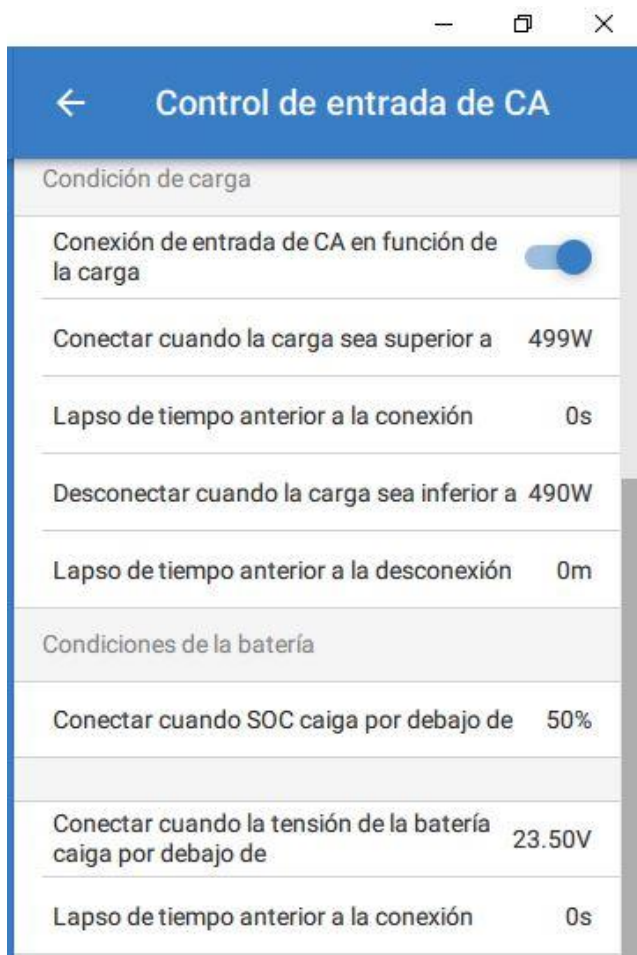 Control de entrada de CA
Condición de carga
Conexión de entrada de CA en función de
la carga
Conectar cuando la carga sea superior a 499W
Lapso de tiempo anterior a la conexión 0s
Desconectar cuando la carga sea inferior a 490W
Lapso de tiempo anterior a la desconexión 0m
Condiciones de la batería
Conectar cuando SOC caiga por debajo de 50%
Conectar cuando la tensión de la batería
caiga por debajo de 23.50V
Lapso de tiempo anterior a la conexión 0s